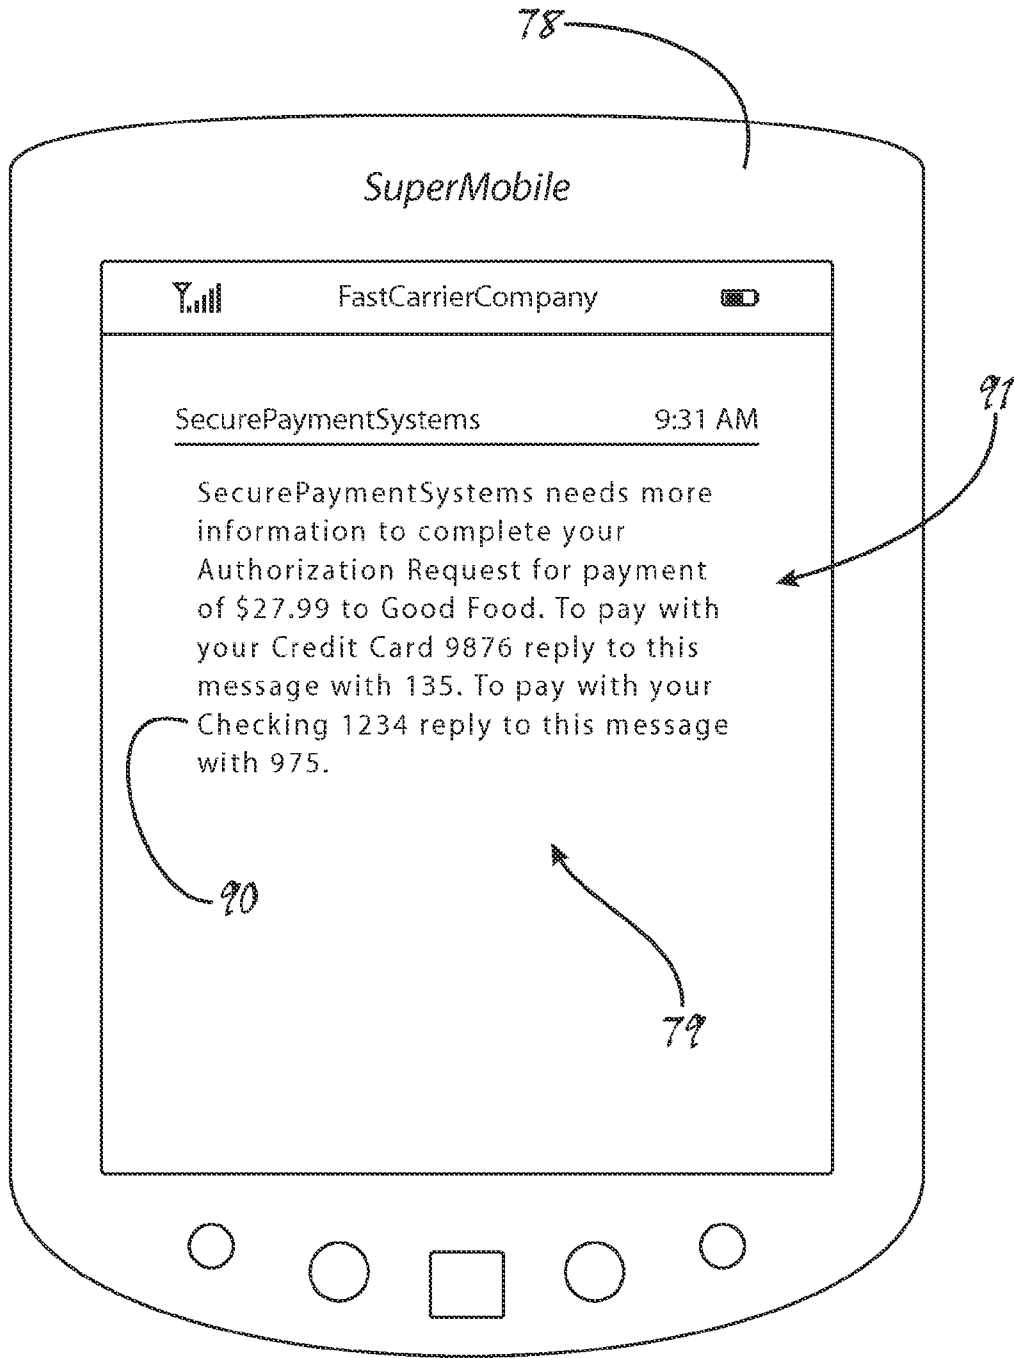 78
SuperMobile
FastCarrierCompany
91
SecurePaymentSystems 9:31 AM
SecurePaymentSystems needs more
information to complete your
Authorization Request for payment
of $27.99 to Good Food. To pay with
your Credit Card 9876 reply to this
message with 135. To pay with your
Checking 1234 reply to this message
with 975.
90
79